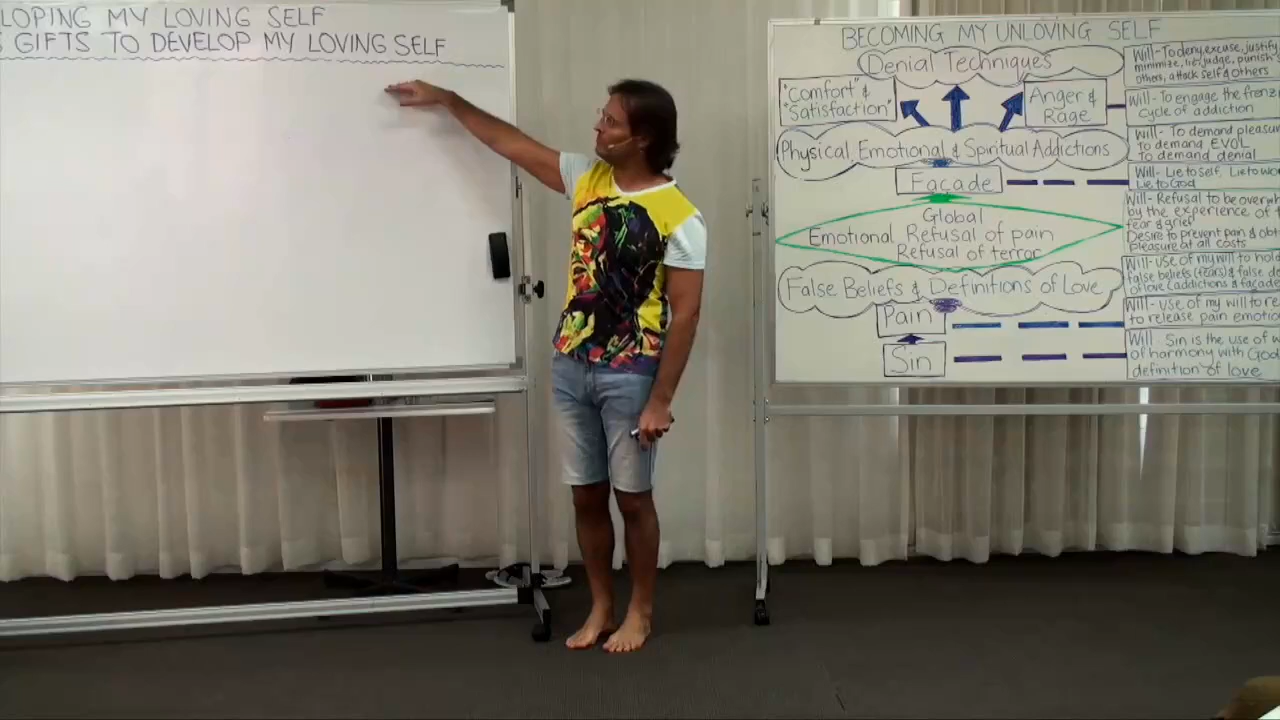 LOPING MY LOVING SELF
GIFTS TO DEVELOP MY LOVING SELF
BECOMING MY UNLOVING SELF
Denial Techniques
"Comfort" &
"Satisfaction"
Anger &
Rage
Physical, Emotional & Spiritual Addictions
Façade
Global
Emotional Refusal of pain
Refusal of terror
False Beliefs & Definitions of Love
Pain
Sin
Will - To deny, excuse, justify
minimize, lie, judge, punish
others, attack self & others
Will - To engage the frenz
cycle of addiction
Will - To demand pleasu
To demand EVOL
To demand denial
Will - Lie to self, Lie to wo
Lie to God
Will - Refusal to be overwh
by the experience of
fear & grief
Desire to prevent pain & obt
pleasure at all costs
Will - use of my will to hold
false beliefs (fears) & false d
of love (addictions & façade
Will - use of my will to re
to release pain emotio
Will Sin is the use of w
of harmony with God
definition of love